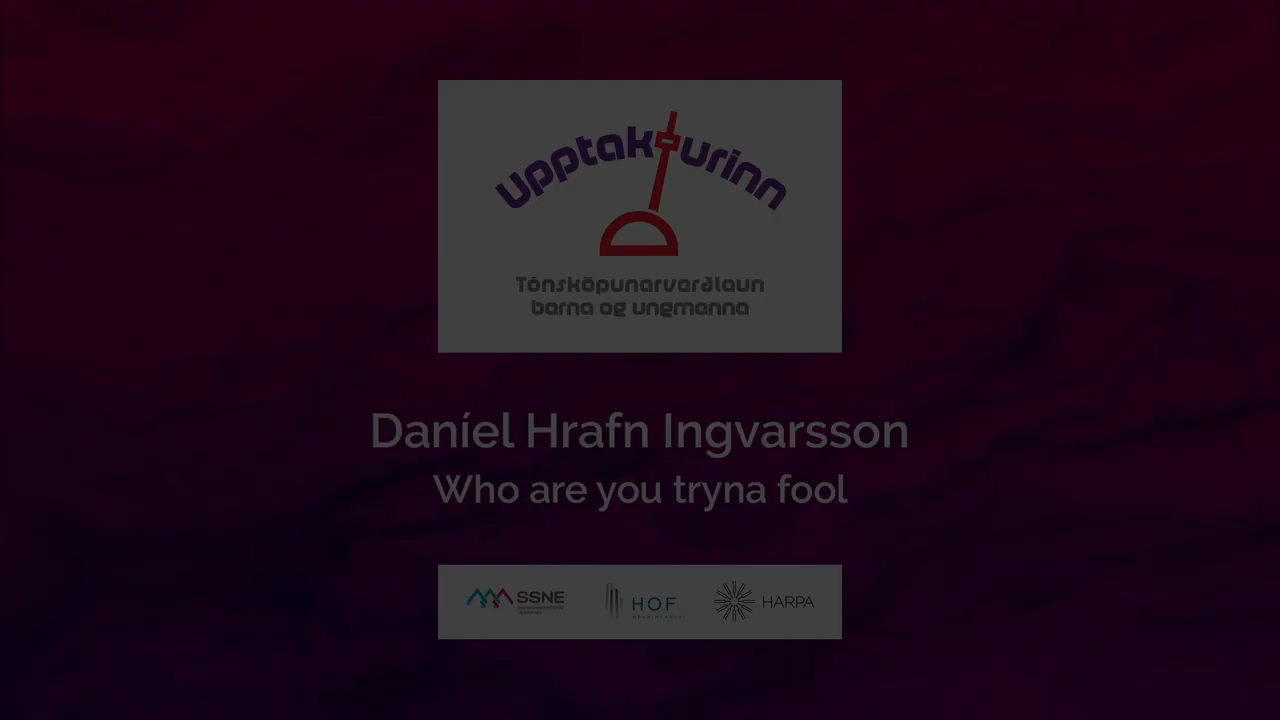 Upptakturinn
Tónsköpunarverðlaun
barna og ungmenna
Daníel Hrafn Ingvarsson
Who are you tryna fool
SSNE
HOF
HARPA